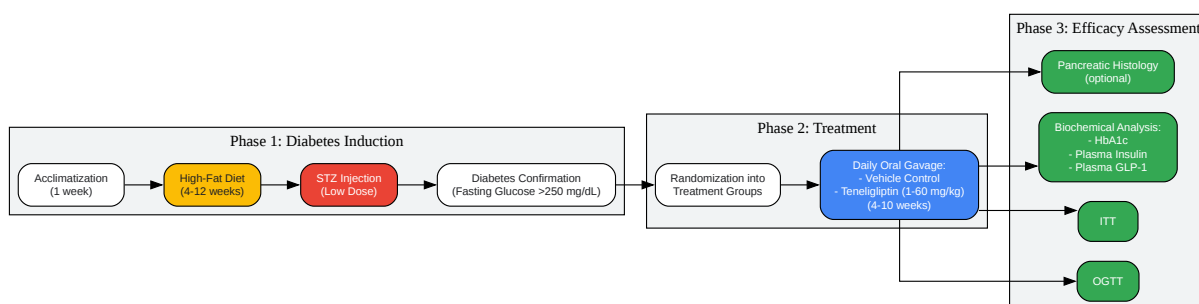 Phase 1: Diabetes Induction
Acclimatization
(1 week)
High-Fat Diet
(4-12 weeks)
STZ Injection
(Low Dose)
Diabetes Confirmation
(Fasting Glucose >250 mg/dL)
Phase 2: Treatment
Randomization into
Treatment Groups
Daily Oral Gavage:
- Vehicle Control
- Teneligliptin (1-60 mg/kg)
(4-10 weeks)
Phase 3: Efficacy Assessment
Pancreatic Histology
(optional)
Biochemical Analysis:
- HbA1c
- Plasma Insulin
- Plasma GLP-1
ITT
OGTT